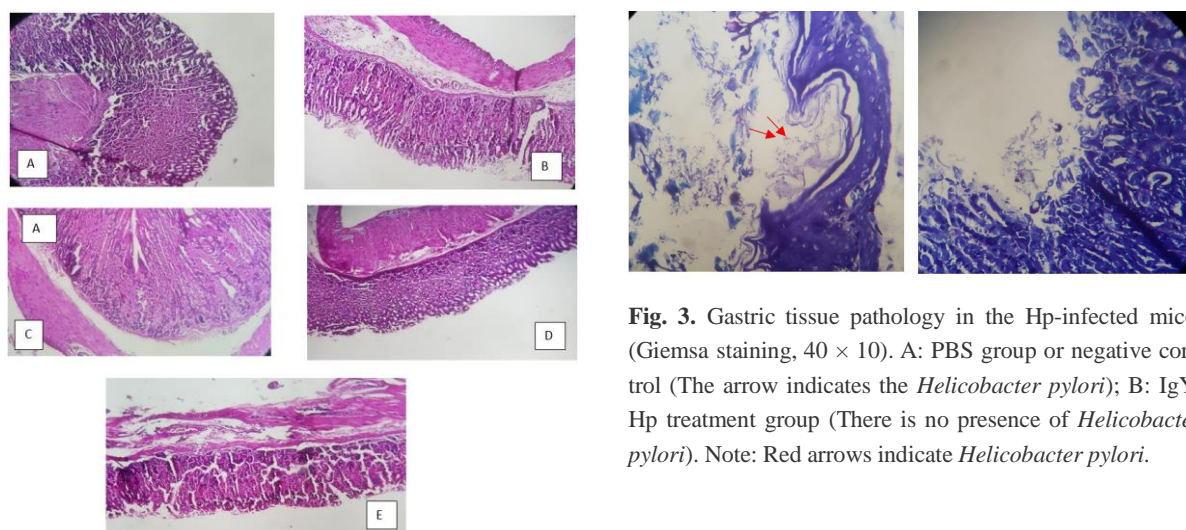 A
B
A
C
D
E
Fig. 3. Gastric tissue pathology in the Hp-infected mice
(Giemsa staining, 40 × 10). A: PBS group or negative con
trol (The arrow indicates the Helicobacter pylori); B: IgY
Hp treatment group (There is no presence of Helicobacte
pylori). Note: Red arrows indicate Helicobacter pylori.